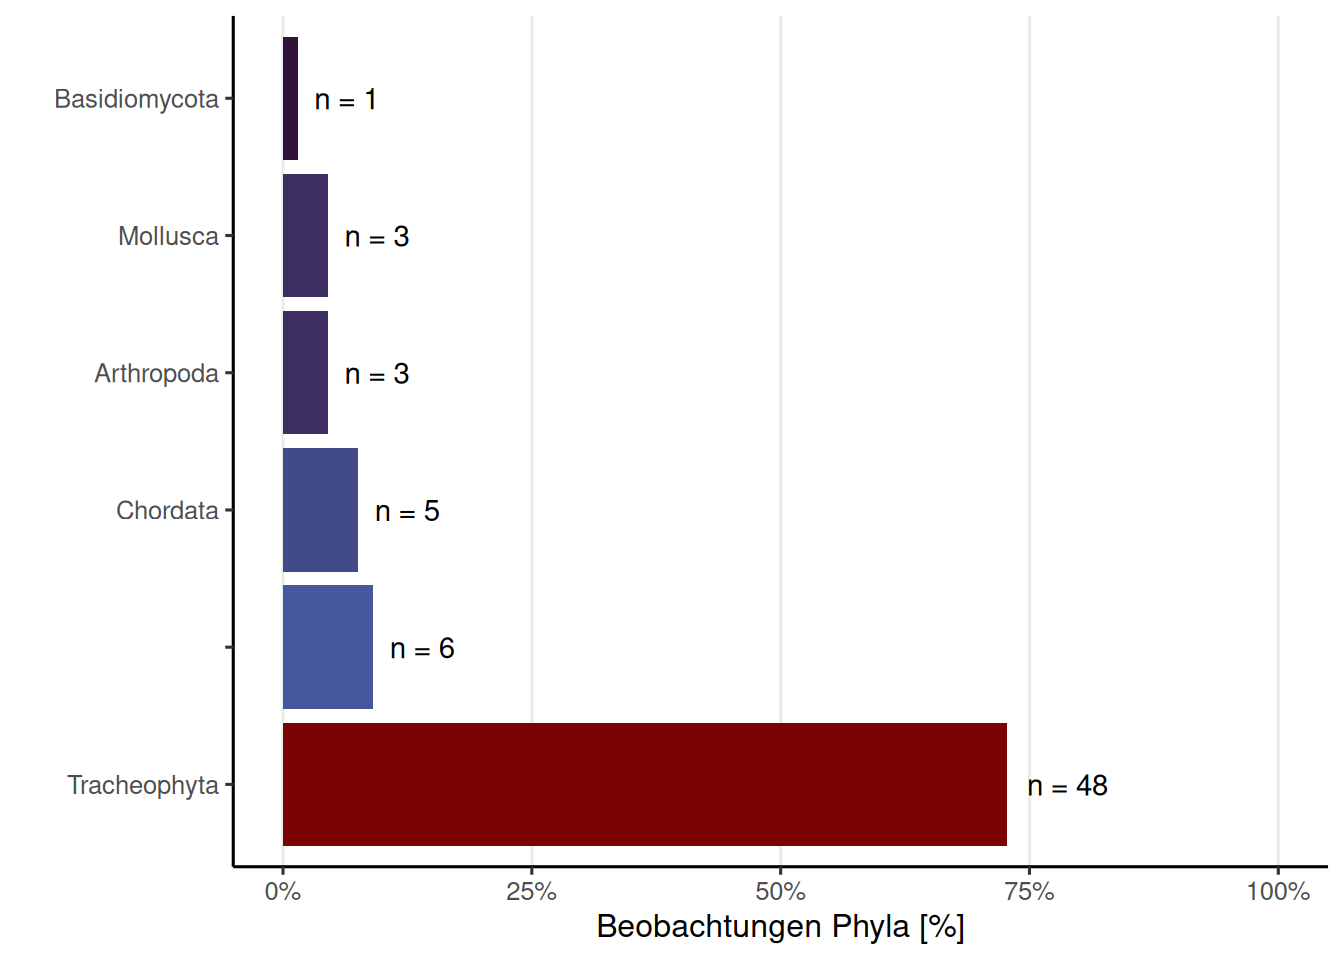 Basidiomycota
n = 1
Mollusca
n = 3
Arthropoda
n = 3
Chordata
n = 5
n = 6
Tracheophyta
n = 48
0% 25% 50% 75% 100%
Beobachtungen Phyla [%]